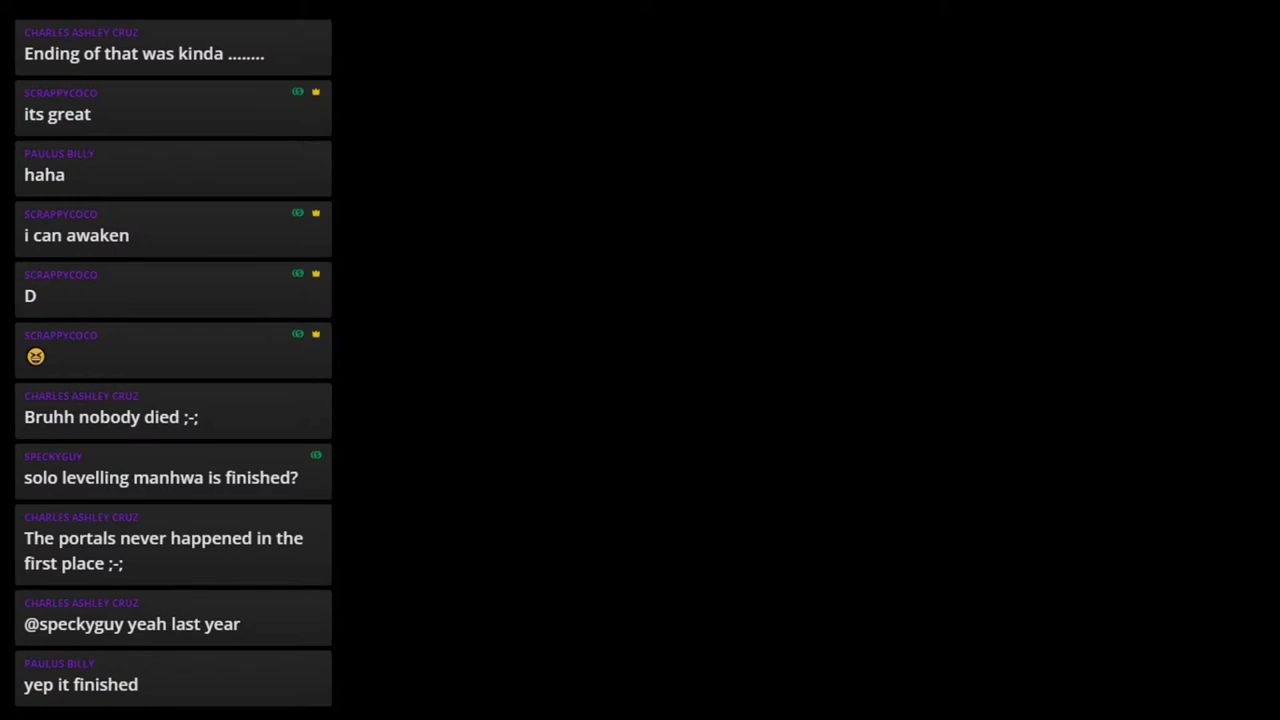 CHARLES ASHLEY CRUZ
Ending of that was kinda ........
SCRAPPYCOCO
its great
PAULUS BILLY
haha
SCRAPPYCOCO
i can awaken
SCRAPPYCOCO
D
SCRAPPYCOCO
😆
CHARLES ASHLEY CRUZ
Bruhh nobody died ;-;
SPECKYGUY
solo levelling manhwa is finished?
CHARLES ASHLEY CRUZ
The portals never happened in the
first place ;-;
CHARLES ASHLEY CRUZ
@speckyguy yeah last year
PAULUS BILLY
yep it finished